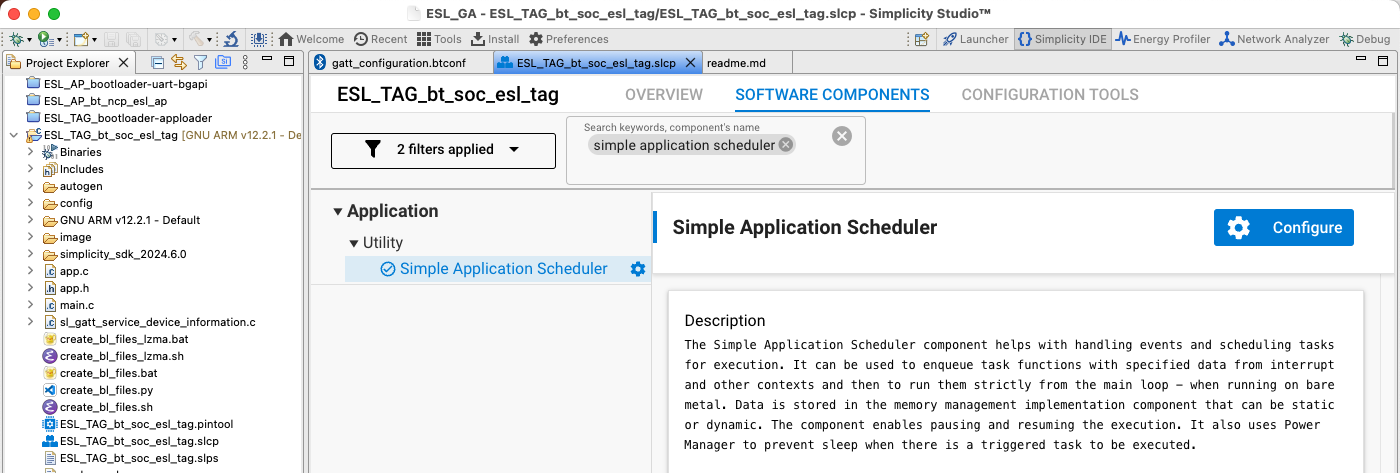 ESL_GA - ESL_TAG_bt_soc_esl_tag/ESL_TAG_bt_soc_esl_tag.slcp - Simplicity Studio™
Welcome Recent Tools Install Preferences Launcher Simplicity IDE Energy Profiler Network Analyzer Debug
Project Explorer
ESL_AP_bootloader-uart-bgapi
ESL_AP_bt_ncp_esl_ap
ESL_TAG_bootloader-apploader
ESL_TAG_bt_soc_esl_tag [GNU ARM v12.2.1 - De
Binaries
Includes
autogen
config
GNU ARM v12.2.1 - Default
image
simplicity_sdk_2024.6.0
app.c
app.h
main.c
sl_gatt_service_device_information.c
create_bl_files_lzma.bat
create_bl_files_lzma.sh
create_bl_files.bat
create_bl_files.py
create_bl_files.sh
ESL_TAG_bt_soc_esl_tag.pintool
ESL_TAG_bt_soc_esl_tag.slcp
ESL_TAG_bt_soc_esl_tag.slps
gatt_configuration.btconf ESL_TAG_bt_soc_esl_tag.slcp readme.md
ESL_TAG_bt_soc_esl_tag OVERVIEW SOFTWARE COMPONENTS CONFIGURATION TOOLS
2 filters applied
Search keywords, component's name
simple application scheduler
Application
Utility
Simple Application Scheduler
Simple Application Scheduler Configure
Description
The Simple Application Scheduler component helps with handling events and scheduling tasks
for execution. It can be used to enqueue task functions with specified data from interrupt
and other contexts and then to run them strictly from the main loop – when running on bare
metal. Data is stored in the memory management implementation component that can be static
or dynamic. The component enables pausing and resuming the execution. It also uses Power
Manager to prevent sleep when there is a triggered task to be executed.